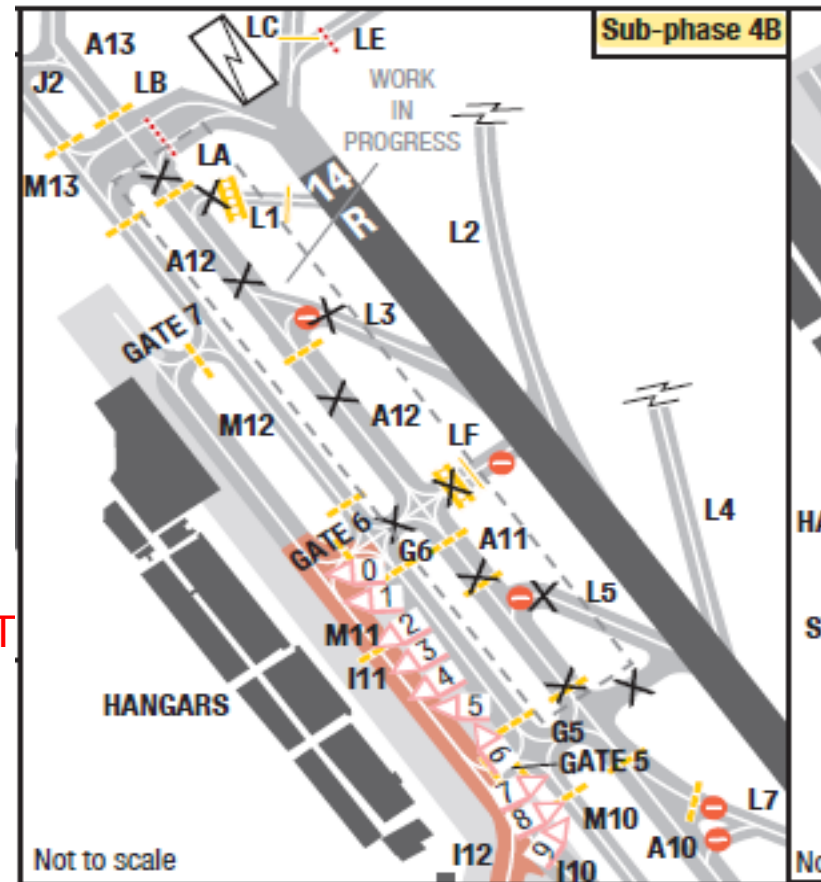 Sub-phase 4B
LC
LE
A13
J2
LB
WORK
IN
PROGRESS
LA
M13
14
R
L1
L2
A12
L3
GATE 7
A12
M12
LF
L4
GATE 6
G6
A11
HA
0
L5
1
T
M11
2
S
3
I11
4
HANGARS
5
G5
6
GATE 5
7
L7
8
M10
A10
9
I12
I10
Not to scale
No